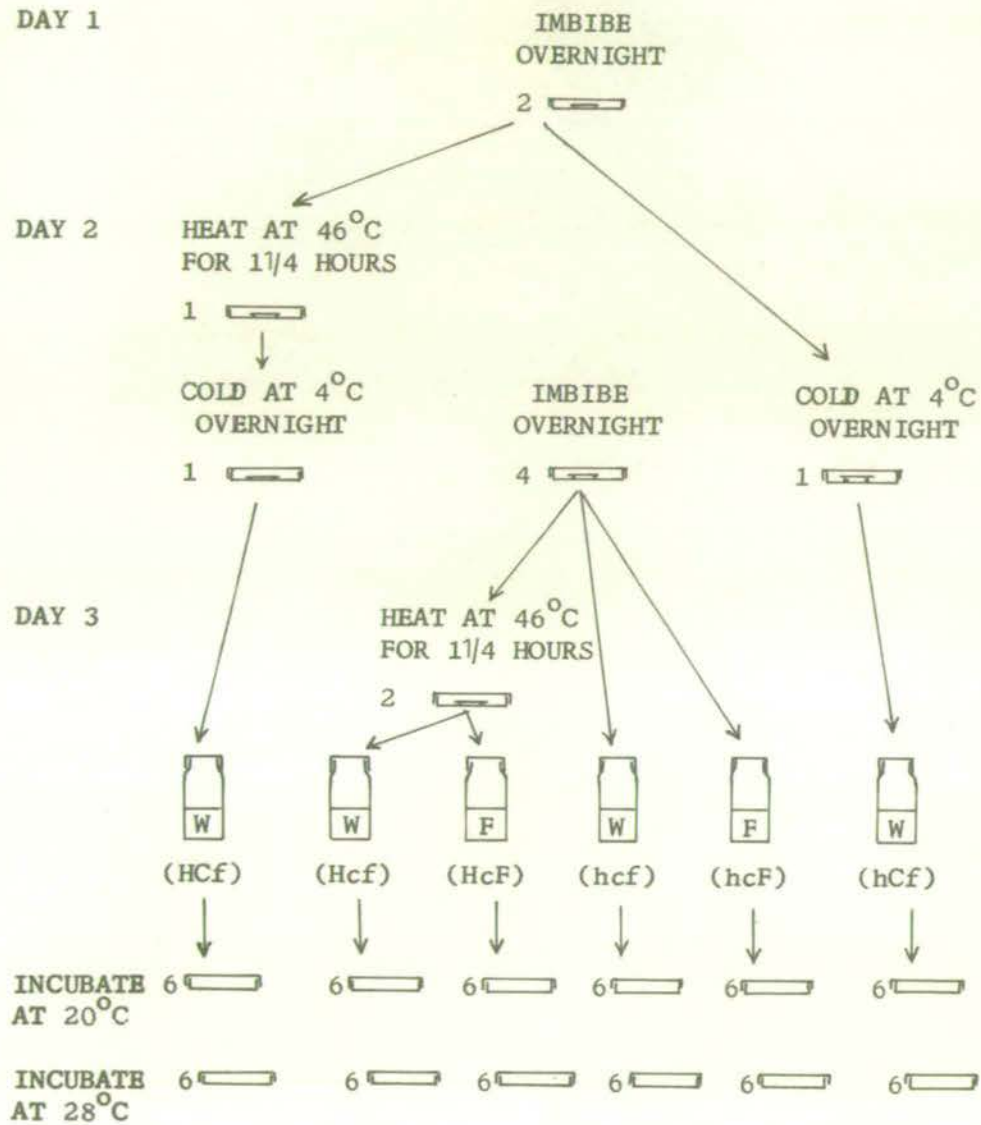 DAY 1
IMBIBE
OVERNIGHT
2
DAY 2
HEAT AT 46°C
FOR 1 1/4 HOURS
1
COLD AT 4°C
OVERNIGHT
1
IMBIBE
OVERNIGHT
4
COLD AT 4°C
OVERNIGHT
1
DAY 3
HEAT AT 46°C
FOR 1 1/4 HOURS
2
W W F W F W
(HCf) (Hcf) (HcF) (hcf) (hcF) (hCf)
INCUBATE 6 6 6 6 6 6
AT 20°C
INCUBATE 6 6 6 6 6 6
AT 28°C